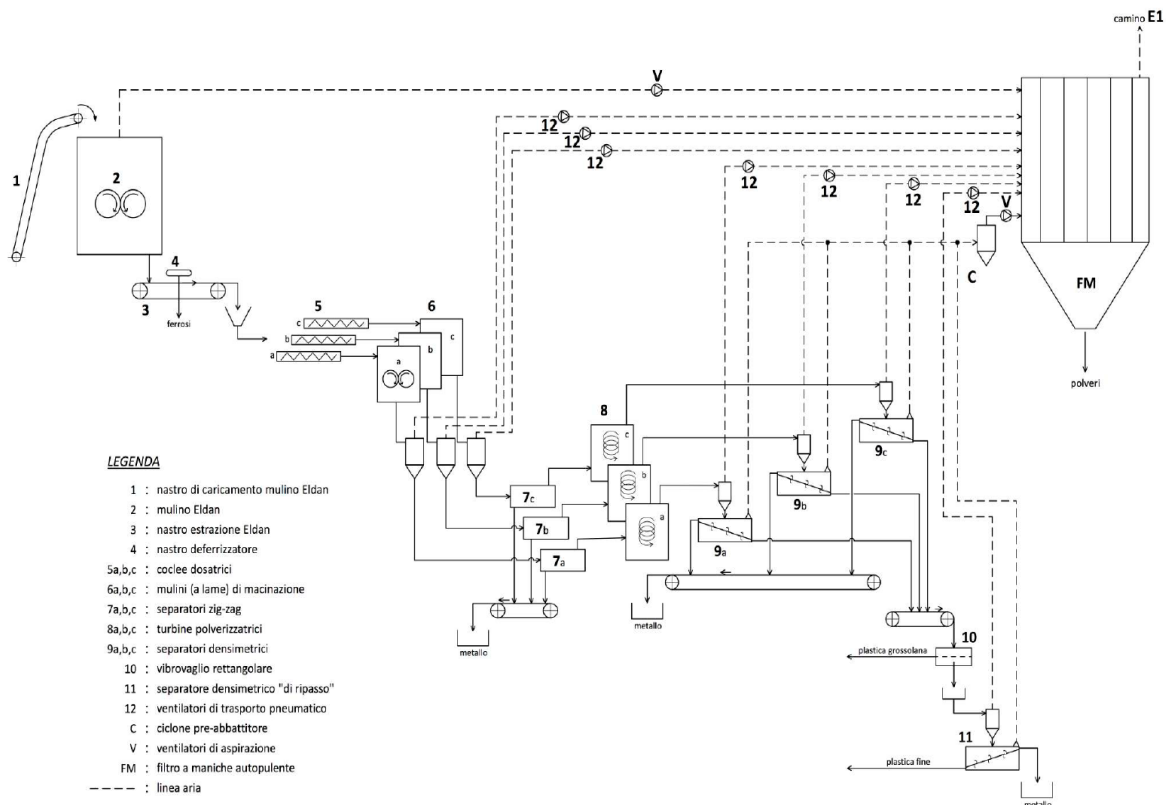 camino E1
V
12
12
12
12
12
12
12
V
1
2
4
3
ferrosi
5
6
c
b
a
c
b
a
C
FM
polveri
8
c
b
a
9c
9b
9a
7c
7b
7a
metallo
metallo
10
plastica grossolana
11
plastica fine
metallo
LEGENDA
1 : nastro di caricamento mulino Eldan
2 : mulino Eldan
3 : nastro estrazione Eldan
4 : nastro deferrizzatore
5a,b,c : coclee dosatrici
6a,b,c : mulini (a lame) di macinazione
7a,b,c : separatori zig-zag
8a,b,c : turbine polverizzatrici
9a,b,c : separatori densimetrici
10 : vibrovaglio rettangolare
11 : separatore densimetrico "di ripasso"
12 : ventilatori di trasporto pneumatico
C : ciclone pre-abbattitore
V : ventilatori di aspirazione
FM : filtro a maniche autopulente
: linea aria